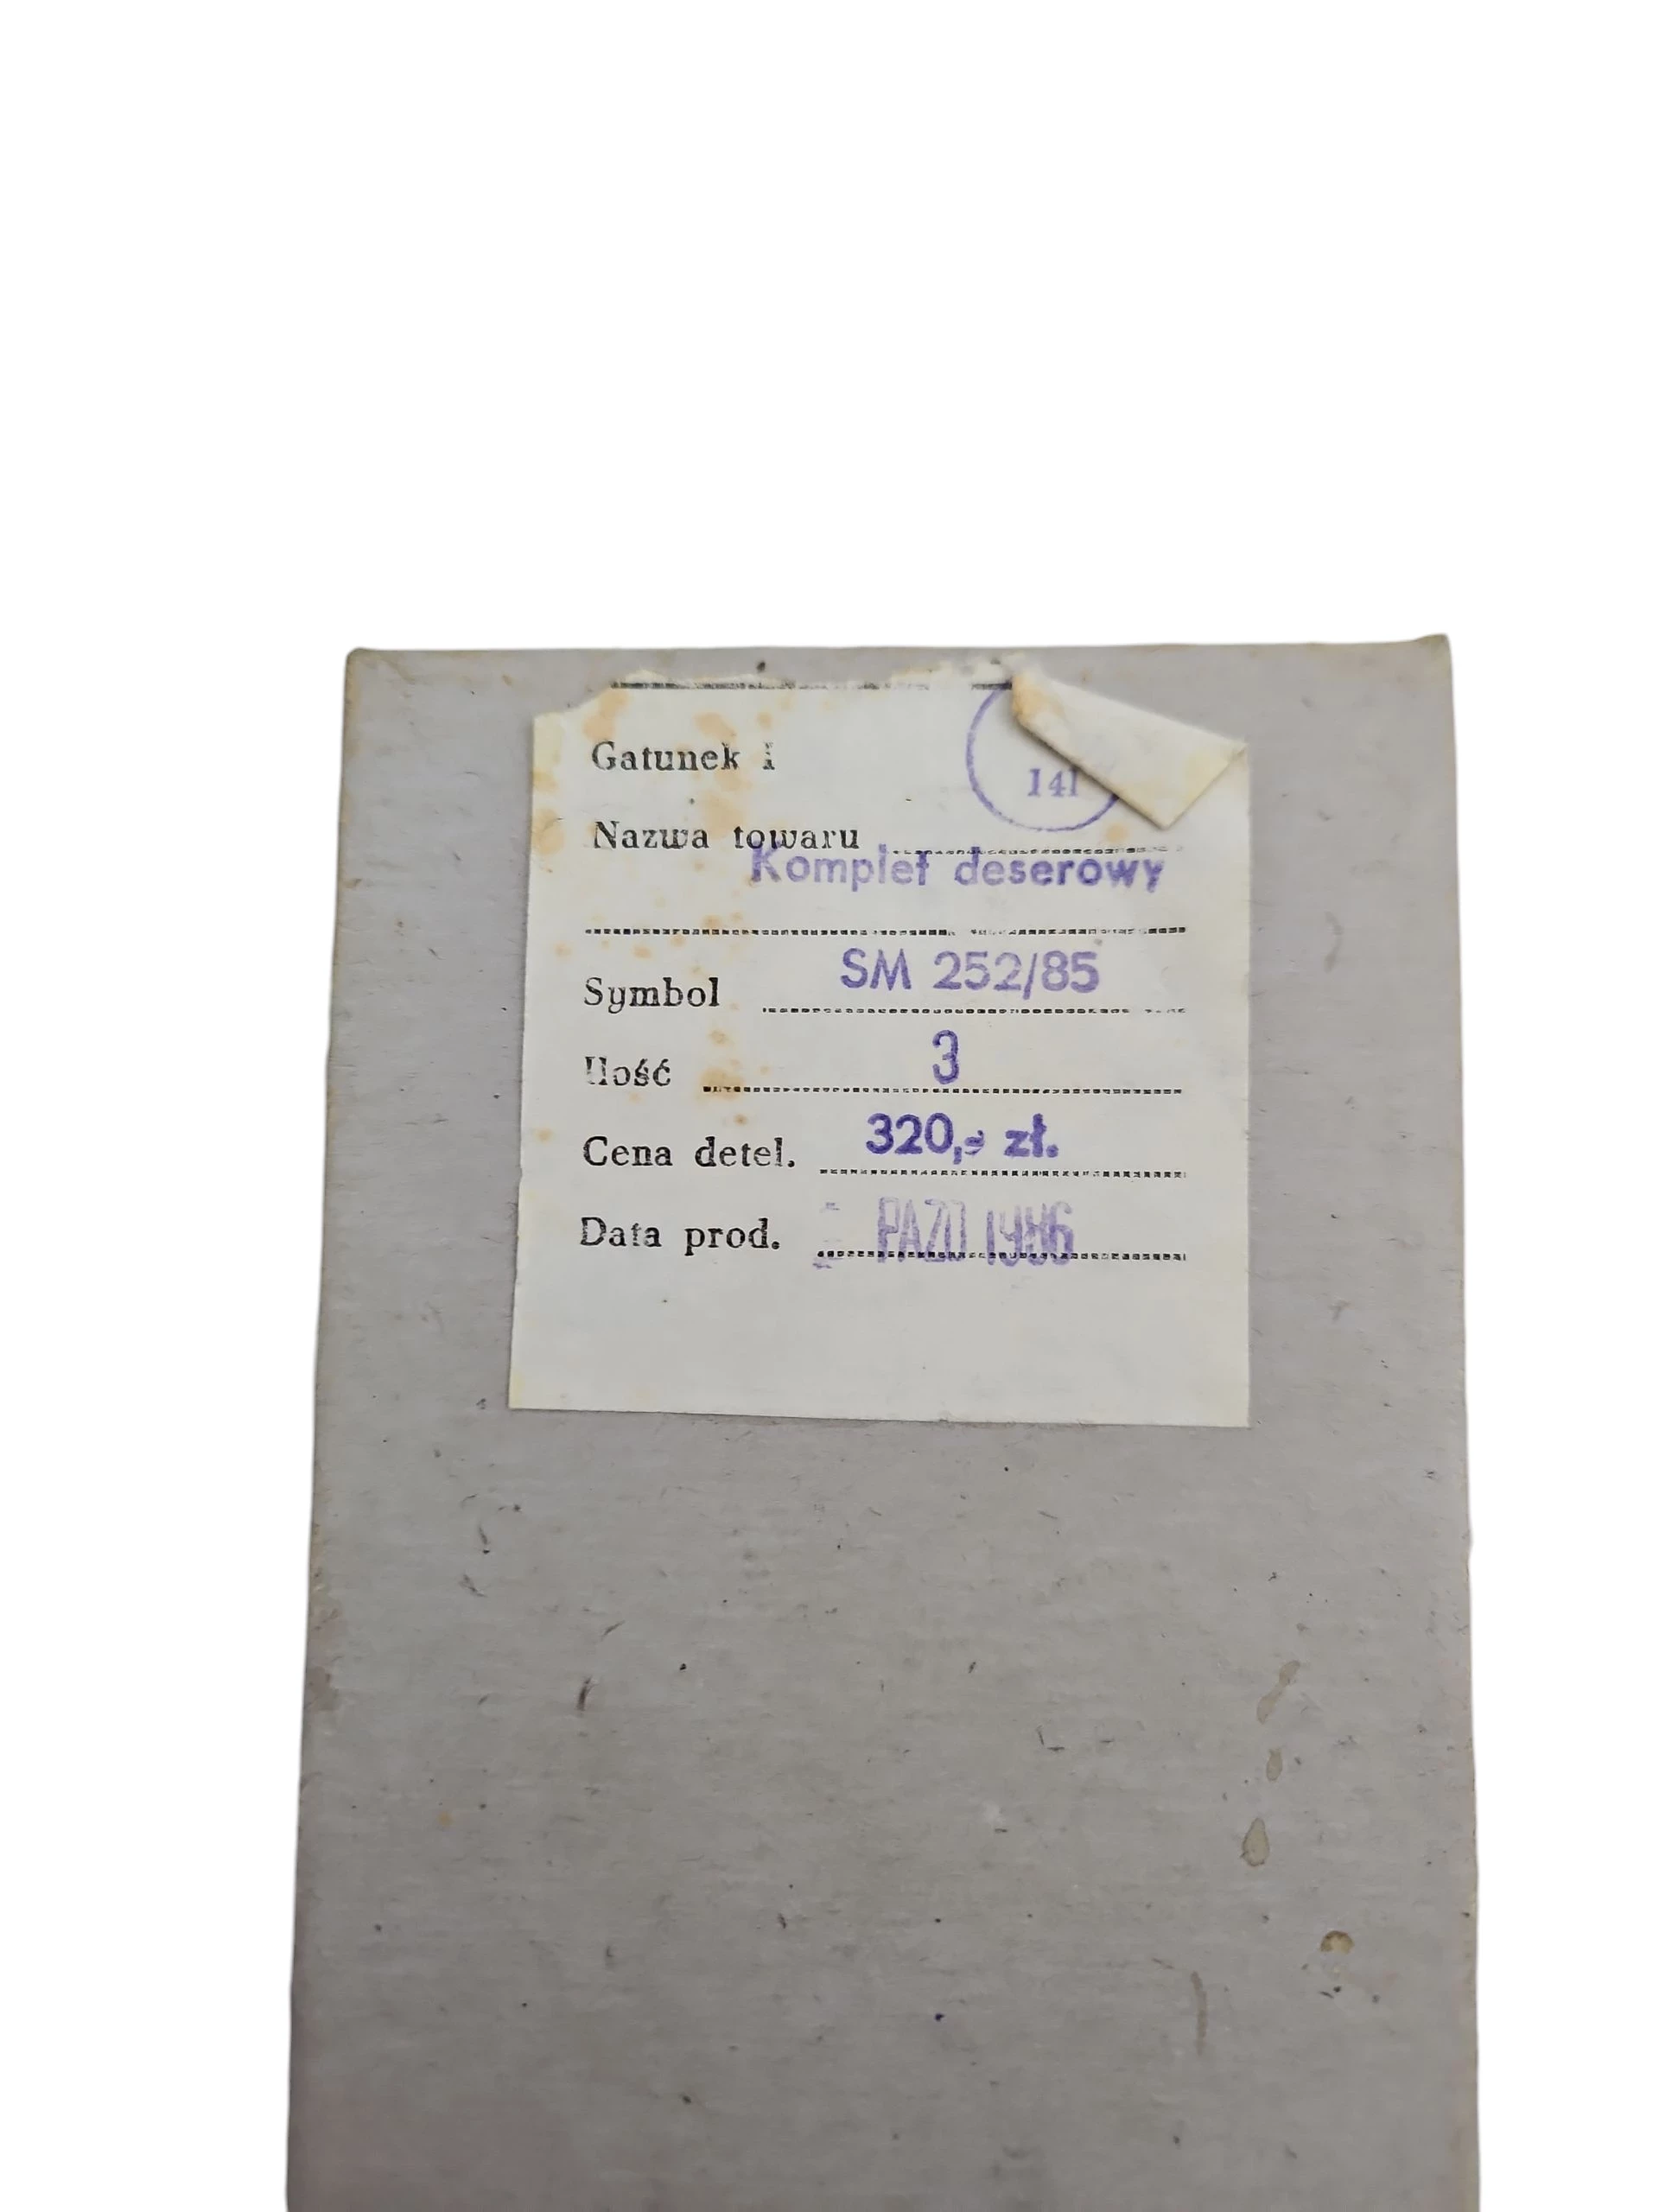 Gatunek I
141
Nazwa towaru
Komplet deserowy
Symbol SM 252/85
Ilość 3
Cena detel. 320,- zł.
Data prod. PAZD 1986